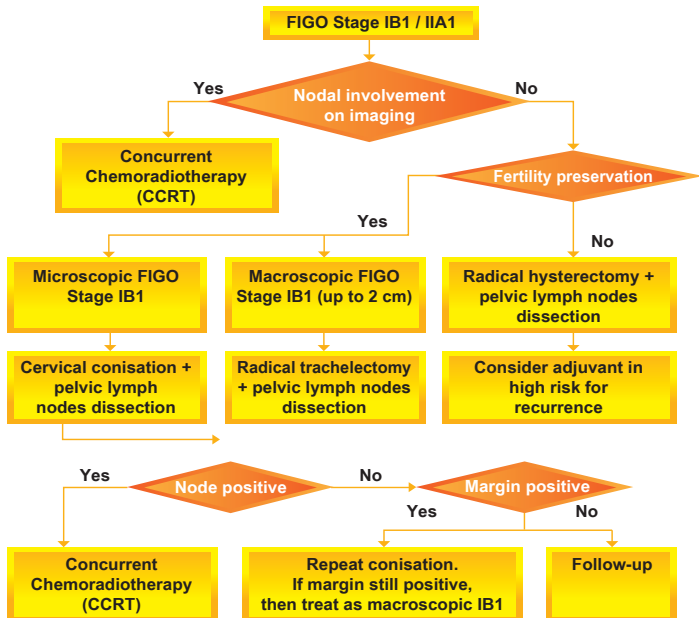 FIGO Stage IB1 / IIA1
Yes
No
Nodal involvement
on imaging
Concurrent
Chemoradiotherapy
(CCRT)
Fertility preservation
Yes
No
Microscopic FIGO
Stage IB1
Macroscopic FIGO
Stage IB1 (up to 2 cm)
Radical hysterectomy +
pelvic lymph nodes
dissection
Cervical conisation +
pelvic lymph
nodes dissection
Radical trachelectomy
+ pelvic lymph nodes
dissection
Consider adjuvant in
high risk for
recurrence
Yes
Node positive
No
Margin positive
Yes
No
Concurrent
Chemoradiotherapy
(CCRT)
Repeat conisation.
If margin still positive,
then treat as macroscopic IB1
Follow-up